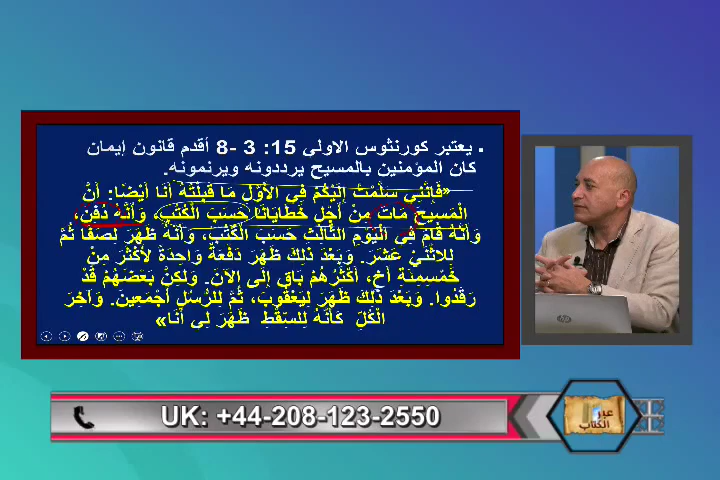 ▪ يعتبر كورنثوس الاولى 15: 3 -8 أقدم قانون إيمان
كان المؤمنين بالمسيح يرددونه ويرنمونه.
«فَإِنَّنِي سَلَّمْتُ إِلَيْكُمْ فِي الأَوَّلِ مَا قَبِلْتُهُ أَنَا أَيْضًا: أَنَّ
الْمَسِيحَ مَاتَ مِنْ أَجْلِ خَطَايَانَا حَسَبَ الْكُتُبِ، وَأَنَّهُ دُفِنَ،
وَأَنَّهُ قَامَ فِي الْيَوْمِ الثَّالِثِ حَسَبَ الْكُتُبِ، وَأَنَّهُ ظَهَرَ لِصَفَا ثُمَّ
لِلاثْنَيْ عَشَرَ. وَبَعْدَ ذلِكَ ظَهَرَ دَفْعَةً وَاحِدَةً لأَكْثَرَ مِنْ
خَمْسِمِئَةِ أَخٍ، أَكْثَرُهُمْ بَاق إِلَى الآنَ. وَلكِنَّ بَعْضَهُمْ قَدْ
رَقَدُوا. وَبَعْدَ ذلِكَ ظَهَرَ لِيَعْقُوبَ، ثُمَّ لِلرُّسُلِ أَجْمَعِينَ. وَآخِرَ
الْكُلِّ كَأَنَّهُ لِلسِّقْطِ ظَهَرَ لِي أَنَا»
UK: +44-208-123-2550
عبر
الكتاب